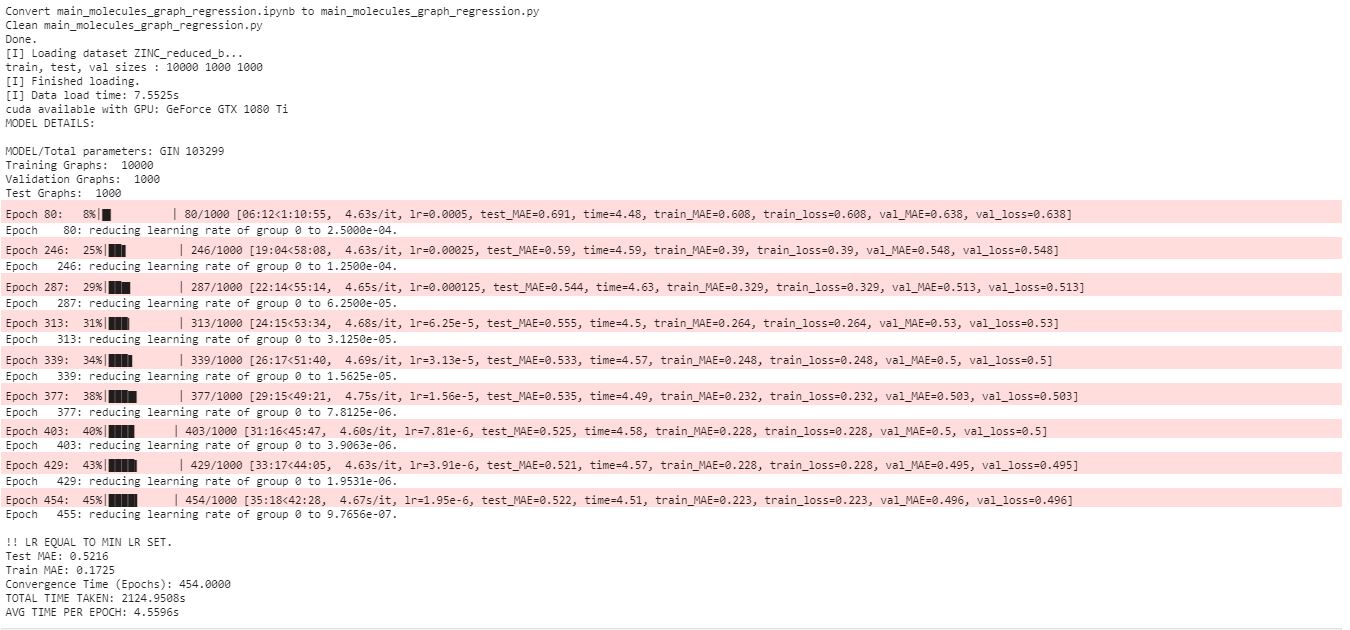 Convert main_molecules_graph_regression.ipynb to main_molecules_graph_regression.py
Clean main_molecules_graph_regression.py
Done.
[I] Loading dataset ZINC_reduced_b...
train, test, val sizes : 10000 1000 1000
[I] Finished loading.
[I] Data load time: 7.5525s
cuda available with GPU: GeForce GTX 1080 Ti
MODEL DETAILS:
MODEL/Total parameters: GIN 103299
Training Graphs:  10000
Validation Graphs:  1000
Test Graphs:  1000
Epoch 80:   8%|█         | 80/1000 [06:12<1:10:55,  4.63s/it, lr=0.0005, test_MAE=0.691, time=4.48, train_MAE=0.608, train_loss=0.608, val_MAE=0.638, val_loss=0.638]
Epoch    80: reducing learning rate of group 0 to 2.5000e-04.
Epoch 246:  25%|██▌       | 246/1000 [19:04<58:08,  4.63s/it, lr=0.00025, test_MAE=0.59, time=4.59, train_MAE=0.39, train_loss=0.39, val_MAE=0.548, val_loss=0.548]
Epoch   246: reducing learning rate of group 0 to 1.2500e-04.
Epoch 287:  29%|██▉       | 287/1000 [22:14<55:14,  4.65s/it, lr=0.000125, test_MAE=0.544, time=4.63, train_MAE=0.329, train_loss=0.329, val_MAE=0.513, val_loss=0.513]
Epoch   287: reducing learning rate of group 0 to 6.2500e-05.
Epoch 313:  31%|███▏      | 313/1000 [24:15<53:34,  4.68s/it, lr=6.25e-5, test_MAE=0.555, time=4.5, train_MAE=0.264, train_loss=0.264, val_MAE=0.53, val_loss=0.53]
Epoch   313: reducing learning rate of group 0 to 3.1250e-05.
Epoch 339:  34%|███▍      | 339/1000 [26:17<51:40,  4.69s/it, lr=3.13e-5, test_MAE=0.533, time=4.57, train_MAE=0.248, train_loss=0.248, val_MAE=0.5, val_loss=0.5]
Epoch   339: reducing learning rate of group 0 to 1.5625e-05.
Epoch 377:  38%|███▊      | 377/1000 [29:15<49:21,  4.75s/it, lr=1.56e-5, test_MAE=0.535, time=4.49, train_MAE=0.232, train_loss=0.232, val_MAE=0.503, val_loss=0.503]
Epoch   377: reducing learning rate of group 0 to 7.8125e-06.
Epoch 403:  40%|████      | 403/1000 [31:16<45:47,  4.60s/it, lr=7.81e-6, test_MAE=0.525, time=4.58, train_MAE=0.228, train_loss=0.228, val_MAE=0.5, val_loss=0.5]
Epoch   403: reducing learning rate of group 0 to 3.9063e-06.
Epoch 429:  43%|████▎     | 429/1000 [33:17<44:05,  4.63s/it, lr=3.91e-6, test_MAE=0.521, time=4.57, train_MAE=0.228, train_loss=0.228, val_MAE=0.495, val_loss=0.495]
Epoch   429: reducing learning rate of group 0 to 1.9531e-06.
Epoch 454:  45%|████▌     | 454/1000 [35:18<42:28,  4.67s/it, lr=1.95e-6, test_MAE=0.522, time=4.51, train_MAE=0.223, train_loss=0.223, val_MAE=0.496, val_loss=0.496]
Epoch   455: reducing learning rate of group 0 to 9.7656e-07.
!! LR EQUAL TO MIN LR SET.
Test MAE: 0.5216
Train MAE: 0.1725
Convergence Time (Epochs): 454.0000
TOTAL TIME TAKEN: 2124.9508s
AVG TIME PER EPOCH: 4.5596s